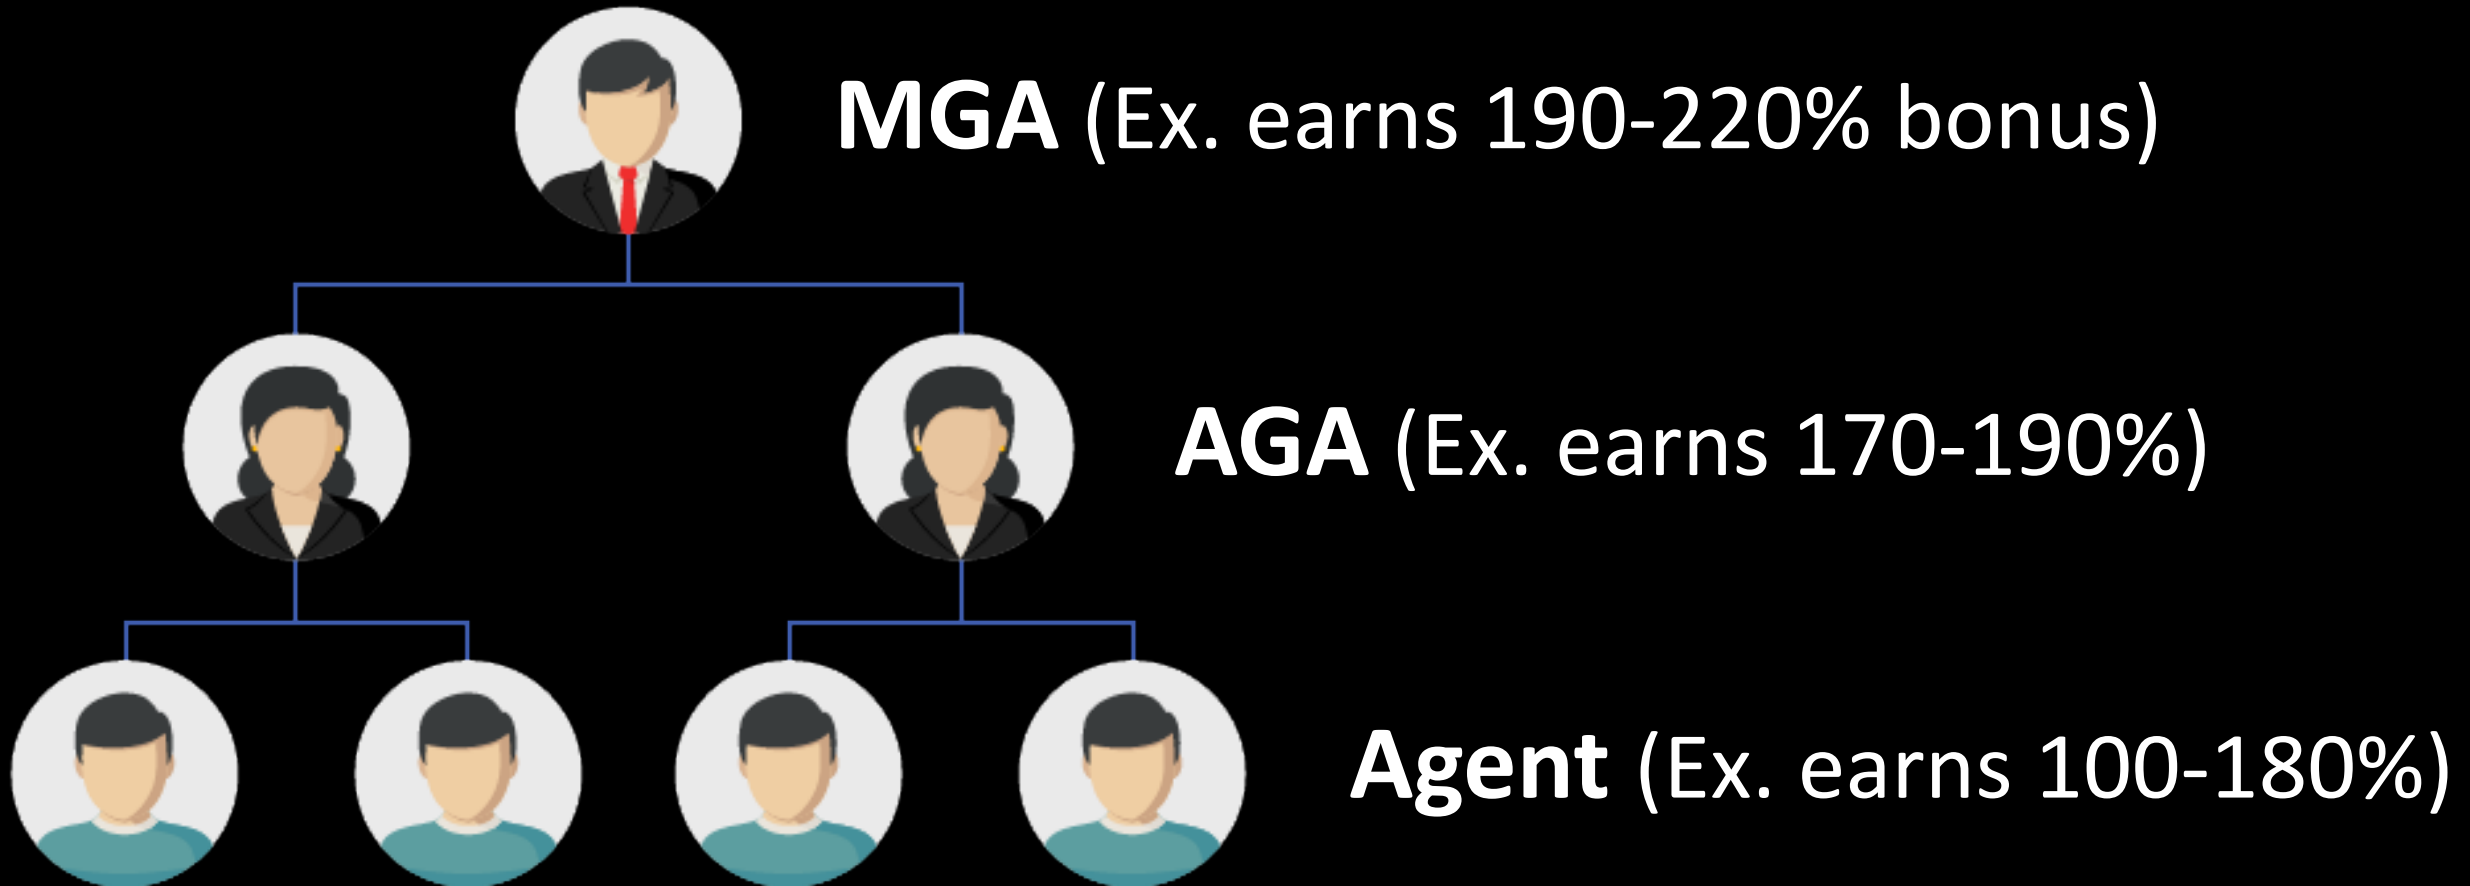 MGA (Ex. earns 190-220% bonus)
AGA (Ex. earns 170-190%)
Agent (Ex. earns 100-180%)